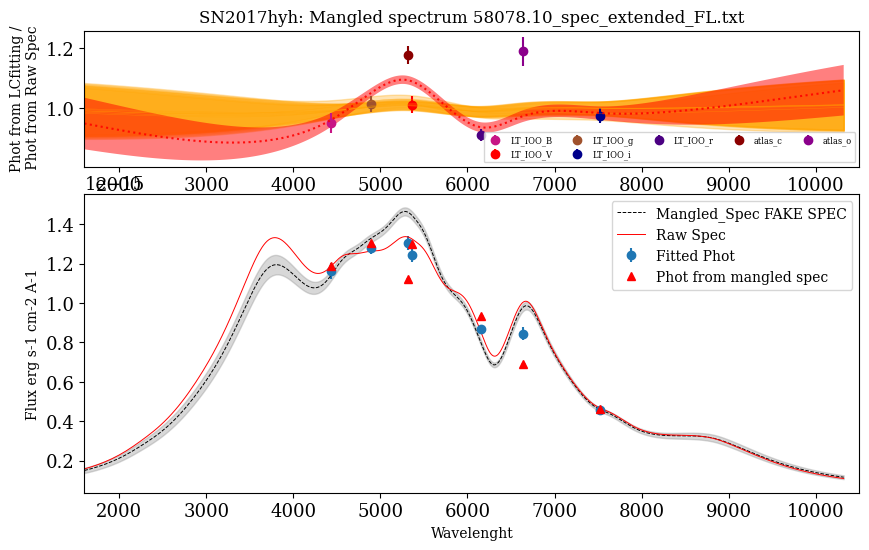 SN2017hyh: Mangled spectrum 58078.10_spec_extended_FL.txt
Phot from LCfitting /
Phot from Raw Spec
1.2
1.0
LT_IOO_B
LT_IOO_g
LT_IOO_r
atlas_c
atlas_o
LT_IOO_V
LT_IOO_i
2000 3000 4000 5000 6000 7000 8000 9000 10000
1e−15
Flux erg s-1 cm-2 A-1
1.4
1.2
1.0
0.8
0.6
0.4
0.2
Mangled_Spec FAKE SPEC
Raw Spec
Fitted Phot
Phot from mangled spec
2000 3000 4000 5000 6000 7000 8000 9000 10000
Wavelenght